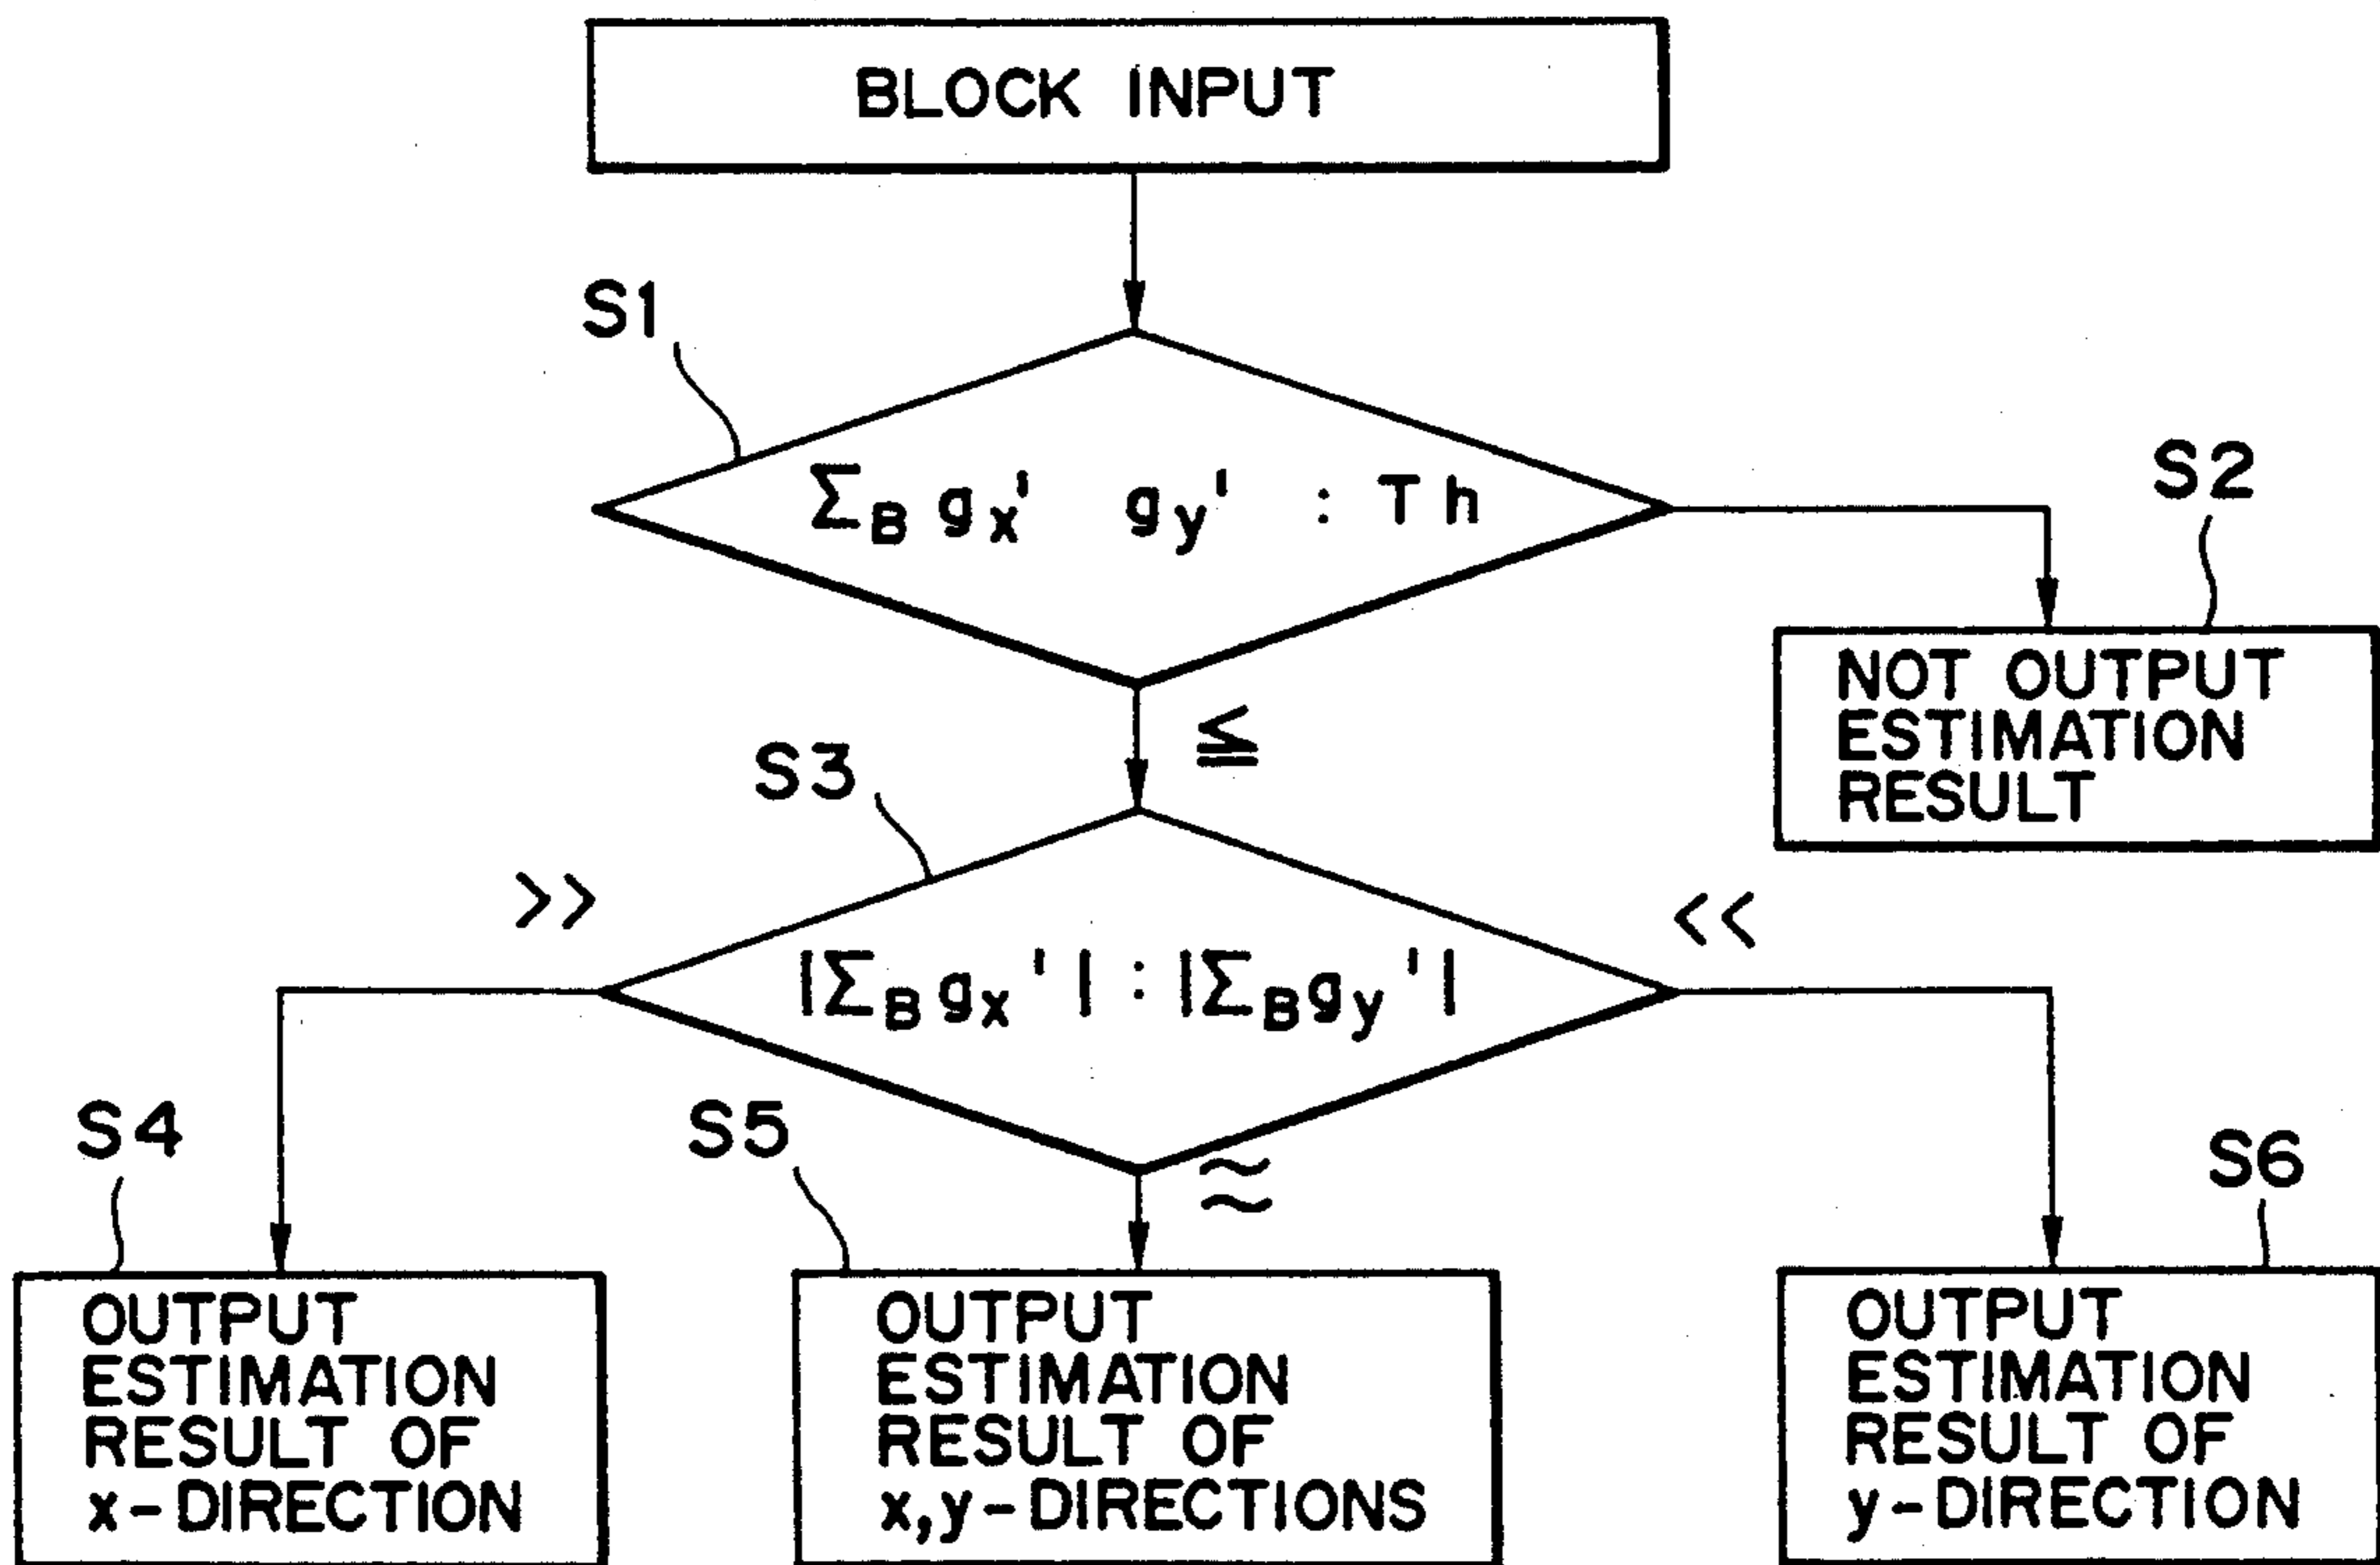 BLOCK INPUT
S1
Σ_B g_x' g_y' : Th
S2
NOT OUTPUT
ESTIMATION
RESULT
≦
S3
>>
<<
|Σ_B g_x'| : |Σ_B g_y'|
S4
S5
≈
S6
OUTPUT
ESTIMATION
RESULT OF
x-DIRECTION
OUTPUT
ESTIMATION
RESULT OF
x,y-DIRECTIONS
OUTPUT
ESTIMATION
RESULT OF
y-DIRECTION